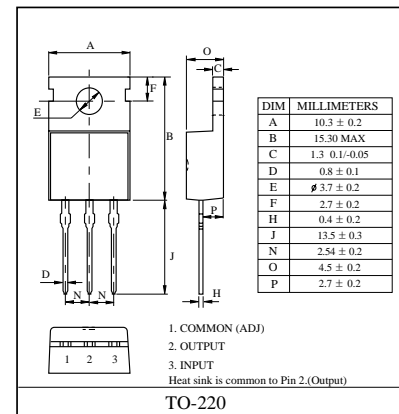 A
O
C
F
E
B
P
J
D
N N
H
DIM MILLIMETERS
A 10.3 ± 0.2
B 15.30 MAX
C 1.3 0.1/-0.05
D 0.8 ± 0.1
E ø 3.7 ± 0.2
F 2.7 ± 0.2
H 0.4 ± 0.2
J 13.5 ± 0.3
N 2.54 ± 0.2
O 4.5 ± 0.2
P 2.7 ± 0.2
1 2 3
1. COMMON (ADJ)
2. OUTPUT
3. INPUT
Heat sink is common to Pin 2.(Output)
TO-220